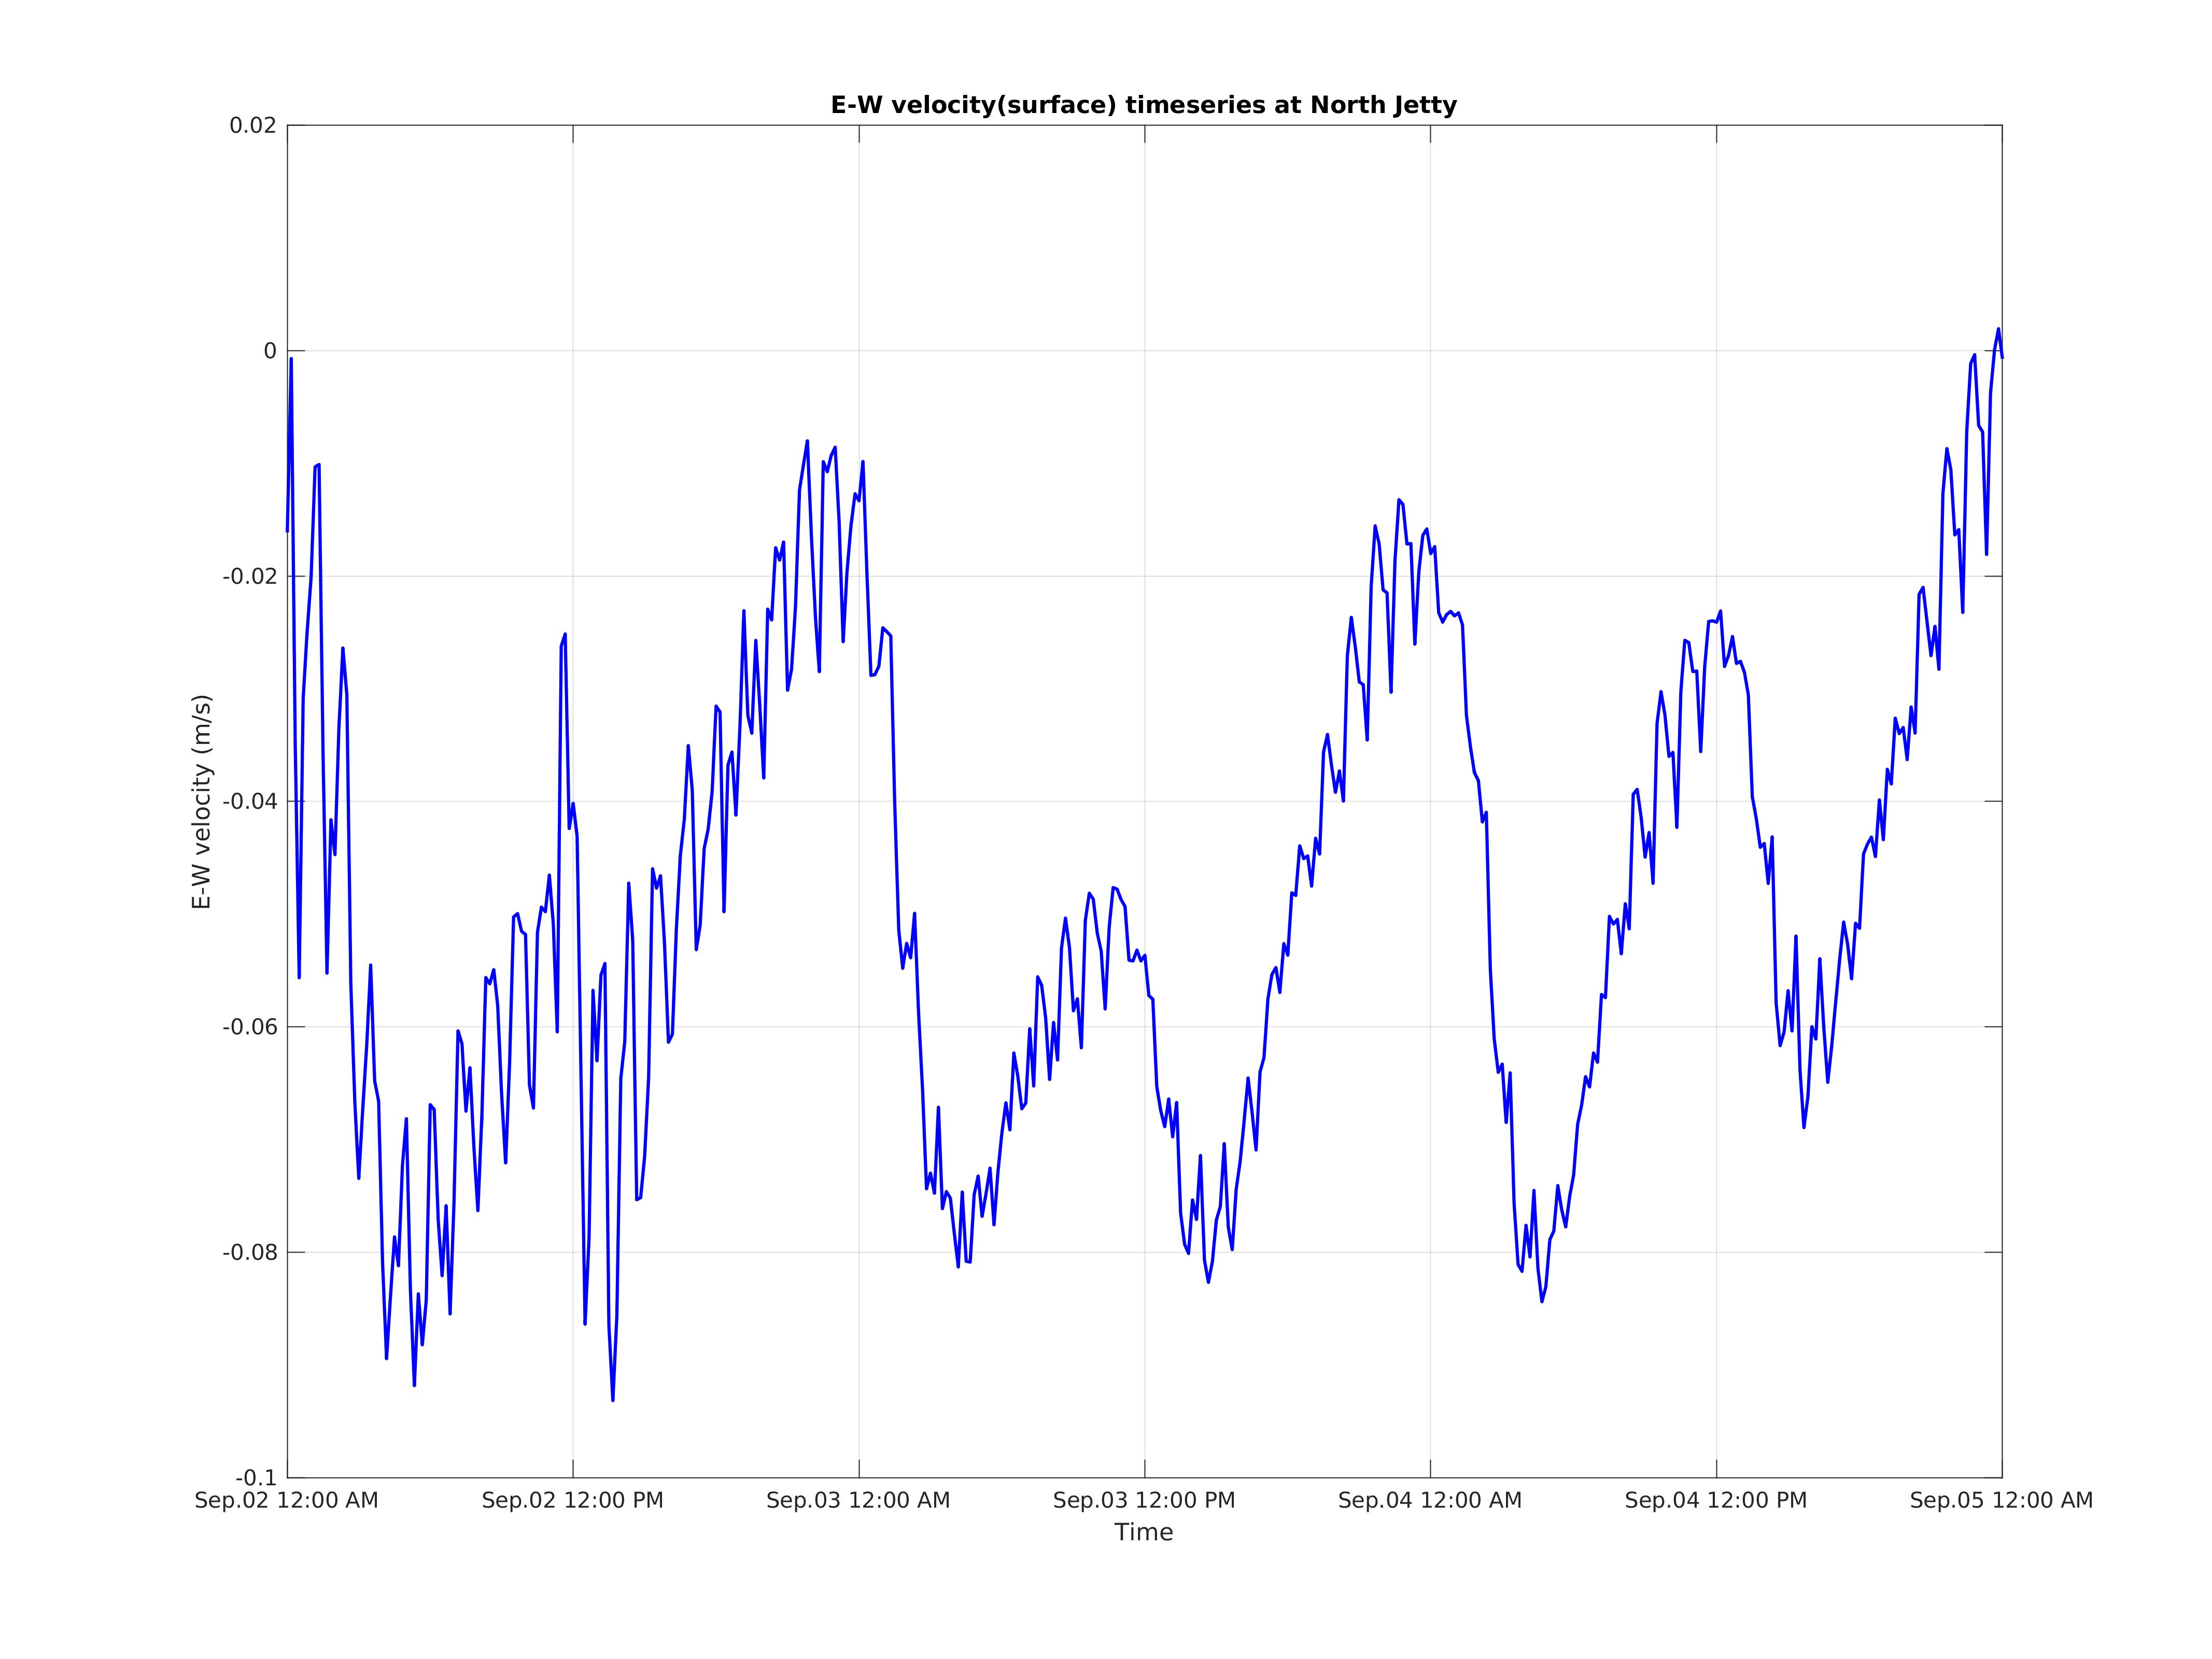 E-W velocity(surface) timeseries at North Jetty
0.02
0
-0.02
-0.04
-0.06
-0.08
-0.1
E-W velocity (m/s)
Sep.02 12:00 AM Sep.02 12:00 PM Sep.03 12:00 AM Sep.03 12:00 PM Sep.04 12:00 AM Sep.04 12:00 PM Sep.05 12:00 AM
Time